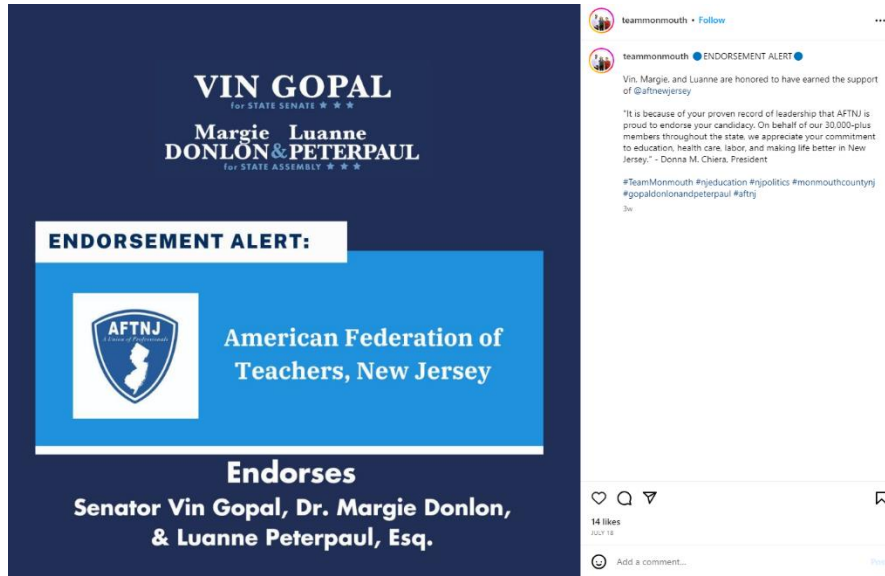 VIN GOPAL
for STATE SENATE ★ ★ ★
Margie Luanne
DONLON & PETERPAUL
for STATE ASSEMBLY ★ ★ ★
ENDORSEMENT ALERT:
AFTNJ
A Union of Professionals
American Federation of
Teachers, New Jersey
Endorses
Senator Vin Gopal, Dr. Margie Donlon,
& Luanne Peterpaul, Esq.
teammonmouth • Follow
teammonmouth 🔵ENDORSEMENT ALERT🔵
Vin, Margie, and Luanne are honored to have earned the support
of @aftnewjersey
"It is because of your proven record of leadership that AFTNJ is
proud to endorse your candidacy. On behalf of our 30,000-plus
members throughout the state, we appreciate your commitment
to education, health care, labor, and making life better in New
Jersey." - Donna M. Chiera, President
#TeamMonmouth #njeducation #njpolitics #monmouthcountynj
#gopaldonlonandpeterpaul #aftnj
3w
14 likes
JULY 18
Add a comment...
Post